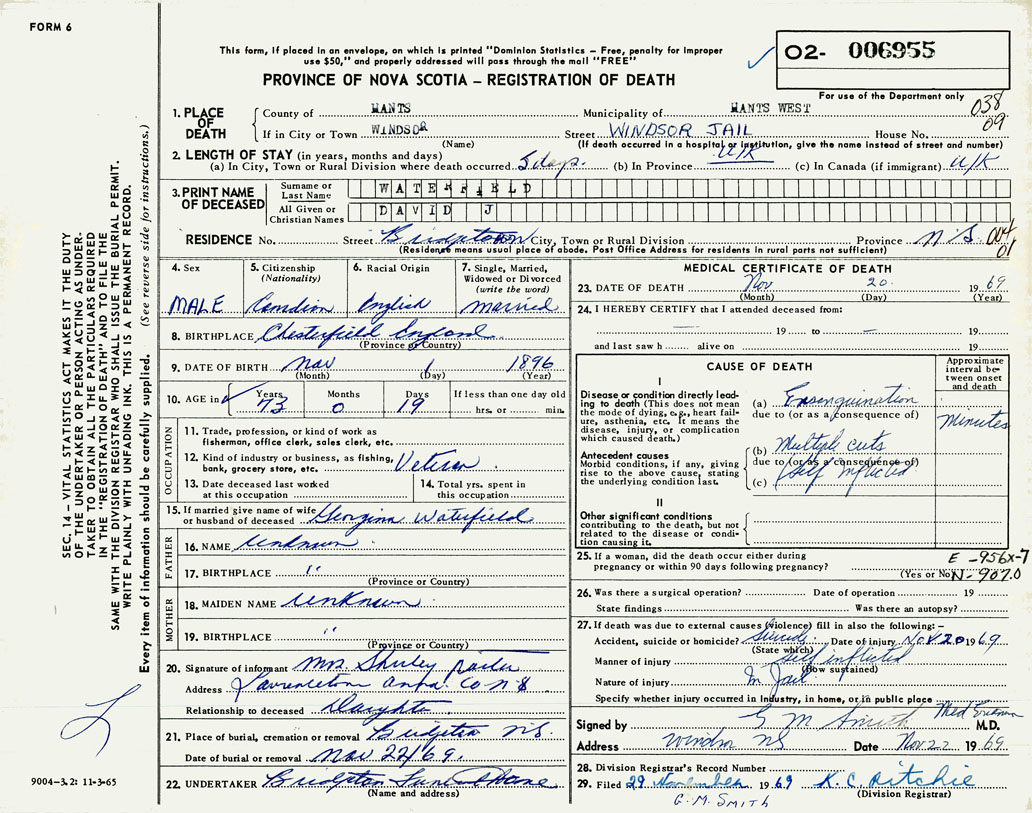 FORM 6
This form, if placed in an envelope, on which is printed "Dominion Statistics – Free, penalty for improper
use $50," and properly addressed will pass through the mail "FREE"
PROVINCE OF NOVA SCOTIA – REGISTRATION OF DEATH
02- 006955
For use of the Department only
038
09
1. PLACE OF DEATH
County of HANTS Municipality of HANTS WEST
If in City or Town WINDSOR Street WINDSOR JAIL House No.
(Name) (If death occurred in a hospital or institution, give the name instead of street and number)
2. LENGTH OF STAY (in years, months and days)
(a) In City, Town or Rural Division where death occurred 5 days. (b) In Province U/K (c) In Canada (if immigrant) U/K
3. PRINT NAME OF DECEASED
Surname or Last Name WATERFIELD
All Given or Christian Names DAVID J
RESIDENCE No. Street Bridgetown City, Town or Rural Division Province N S 004
01
(Residence means usual place of abode. Post Office Address for residents in rural parts not sufficient)
4. Sex MALE
5. Citizenship (Nationality) Canadian
6. Racial Origin English
7. Single, Married, Widowed or Divorced (write the word) married
8. BIRTHPLACE Chesterfield England
(Province or Country)
9. DATE OF BIRTH Nov 1 1896
(Month) (Day) (Year)
10. AGE in Years 73 Months 0 Days 19 If less than one day old hrs. or min.
OCCUPATION
11. Trade, profession, or kind of work as
fisherman, office clerk, sales clerk, etc.
12. Kind of industry or business, as fishing,
bank, grocery store, etc. Veteran
13. Date deceased last worked
at this occupation
14. Total yrs. spent in
this occupation
15. If married give name of wife
or husband of deceased Georgina Waterfield
FATHER
16. NAME Unknown
17. BIRTHPLACE "
(Province or Country)
MOTHER
18. MAIDEN NAME Unknown
19. BIRTHPLACE "
(Province or Country)
20. Signature of informant Mrs Shirley
Address Lawrencetown Anna. Co N S
Relationship to deceased Daughter
21. Place of burial, cremation or removal Bridgetown NS.
Date of burial or removal Nov 22/69.
22. UNDERTAKER Bridgetown Funeral Home
(Name and address)
MEDICAL CERTIFICATE OF DEATH
23. DATE OF DEATH Nov 20. 1969
(Month) (Day) (Year)
24. I HEREBY CERTIFY that I attended deceased from:
19 to – 19
and last saw h alive on 19
CAUSE OF DEATH
Approximate interval between onset and death
I
Disease or condition directly leading to death (This does not mean
the mode of dying, e.g., heart failure, asthenia, etc. It means the
disease, injury, or complication
which caused death.)
(a) Exsanguination
due to (or as a consequence of)
minutes
Antecedent causes
Morbid conditions, if any, giving
rise to the above cause, stating
the underlying condition last.
(b) Multiple cuts
due to (or as a consequence of)
(c) self inflicted
II
Other significant conditions
contributing to the death, but not
related to the disease or condition causing it.
25. If a woman, did the death occur either during
pregnancy or within 90 days following pregnancy?
(Yes or No)
E -956x-7
N-907.0
26. Was there a surgical operation? Date of operation 19
State findings Was there an autopsy?
27. If death was due to external causes (violence) fill in also the following:–
Accident, suicide or homicide? Suicide. Date of injury Nov 20 1969
(State which)
Manner of injury self inflicted
(How sustained)
Nature of injury In Jail
Specify whether injury occurred in industry, in home, or in public place
Signed by G M Smith Med Examiner M.D.
Address Windsor NS Date Nov 22 1969
28. Division Registrar's Record Number
29. Filed 29 November 1969 K. C. Ritchie
(Division Registrar)
G. M. SMITH
SEC. 14 – VITAL STATISTICS ACT MAKES IT THE DUTY
OF THE UNDERTAKER OR PERSON ACTING AS UNDERTAKER TO OBTAIN ALL THE PARTICULARS REQUIRED
IN THE "REGISTRATION OF DEATH" AND TO FILE THE
SAME WITH THE DIVISION REGISTRAR WHO SHALL ISSUE THE BURIAL PERMIT.
WRITE PLAINLY WITH UNFADING INK. THIS IS A PERMANENT RECORD.
Every item of information should be carefully supplied. (See reverse side for instructions.)
9004-3.2: 11-3-65